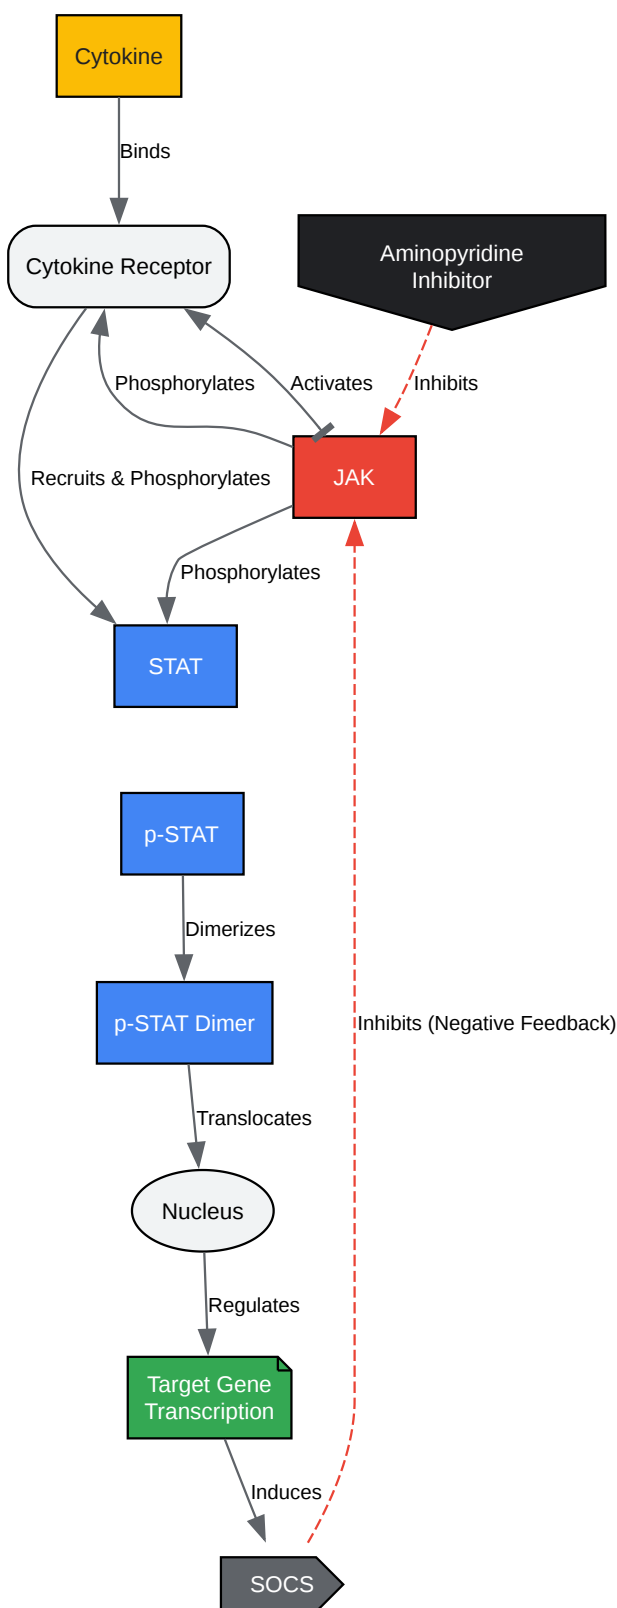 Cytokine
Binds
Cytokine Receptor
Aminopyridine
Inhibitor
Phosphorylates
Activates
Inhibits
Recruits & Phosphorylates
JAK
Phosphorylates
STAT
p-STAT
Dimerizes
p-STAT Dimer
Inhibits (Negative Feedback)
Translocates
Nucleus
Regulates
Target Gene
Transcription
Induces
SOCS